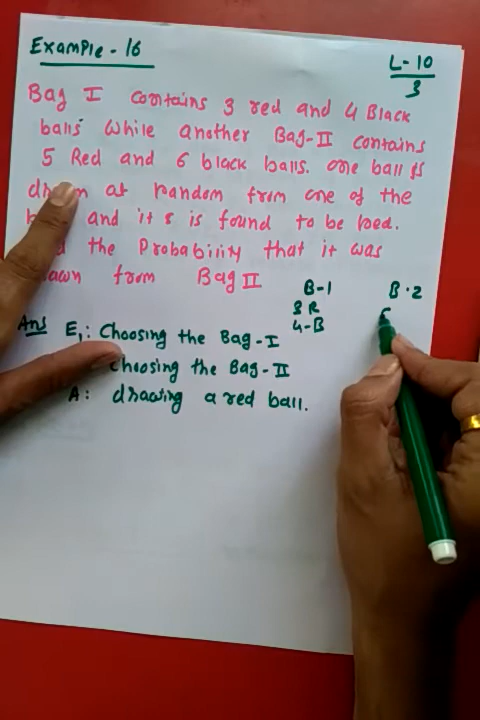 Example - 16
L-10
3
Bag I contains 3 red and 4 Black
balls while another Bag-II contains
5 Red and 6 black balls. one ball is
at random from one of the
and it s is found to be Red.
the Probability that it was
from Bag II
B-1
B.2
3 R
4-B
Ans E1: Choosing the Bag-I
Choosing the Bag-II
A: drawing a red ball.